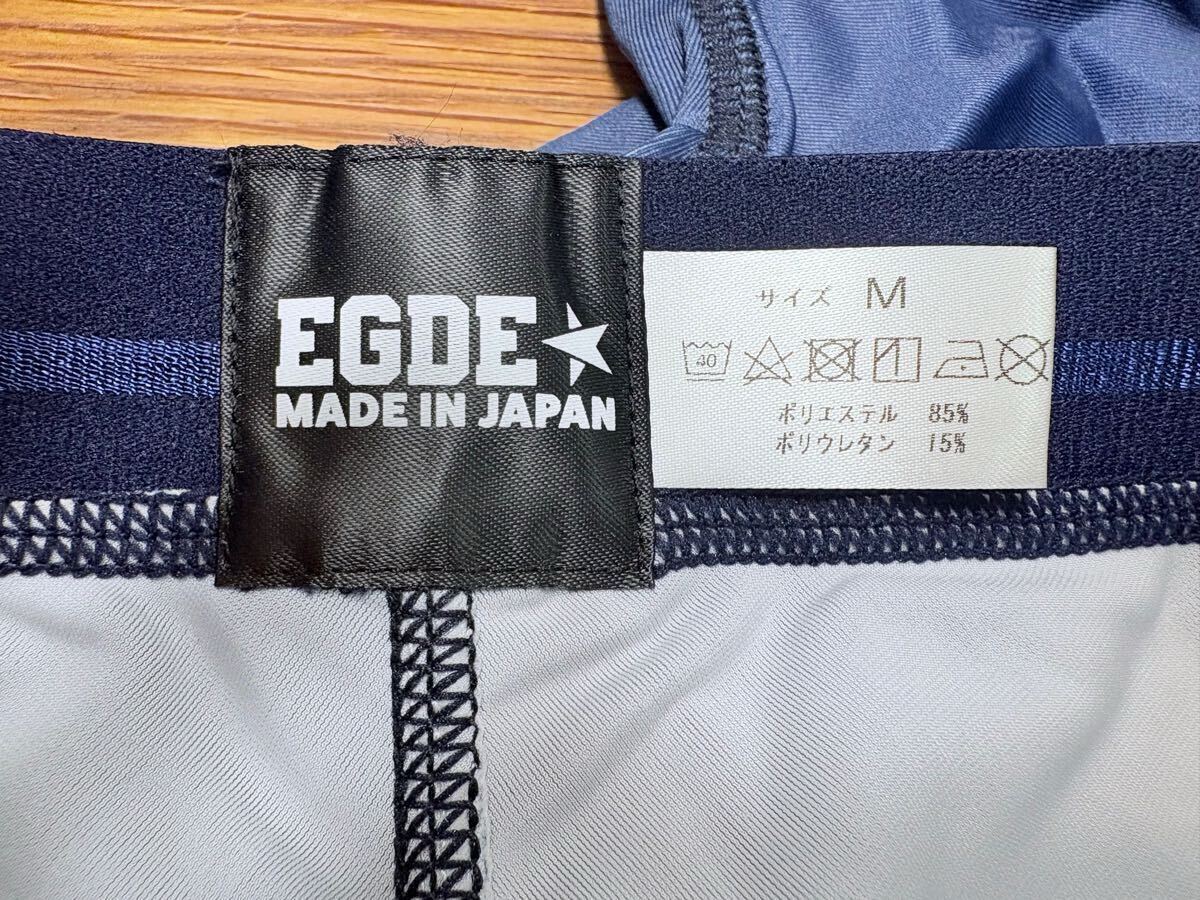 EGDE
MADE IN JAPAN
サイズ M
40
ポリエステル 85%
ポリウレタン 15%